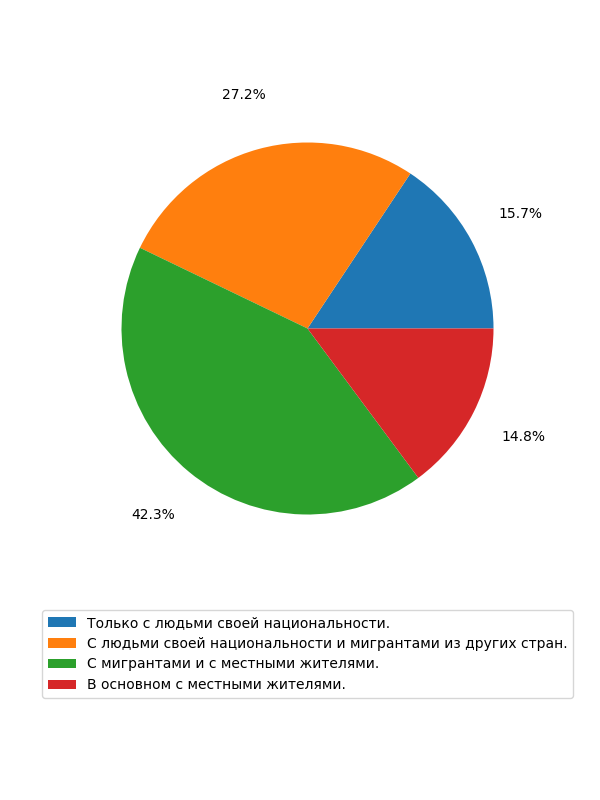 27.2%
15.7%
14.8%
42.3%
Только с людьми своей национальности.
С людьми своей национальности и мигрантами из других стран.
С мигрантами и с местными жителями.
В основном с местными жителями.